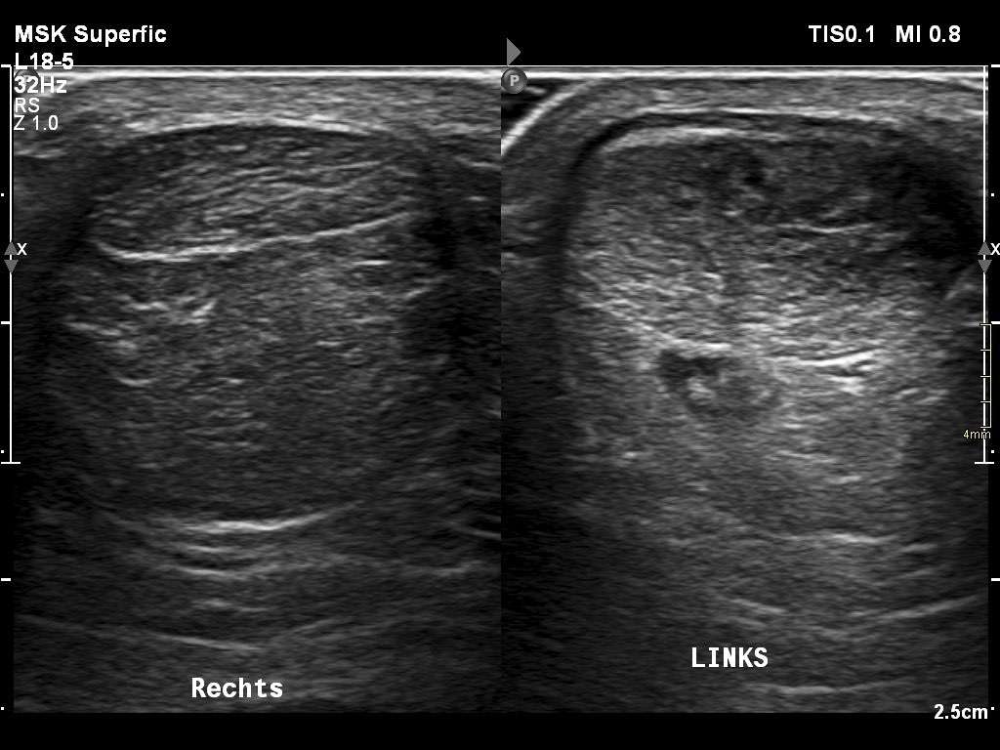 MSK Superfic
TIS0.1 MI 0.8
L18-5
32Hz
RS
Z 1.0
P
X
X
4mm
Rechts
LINKS
2.5cm